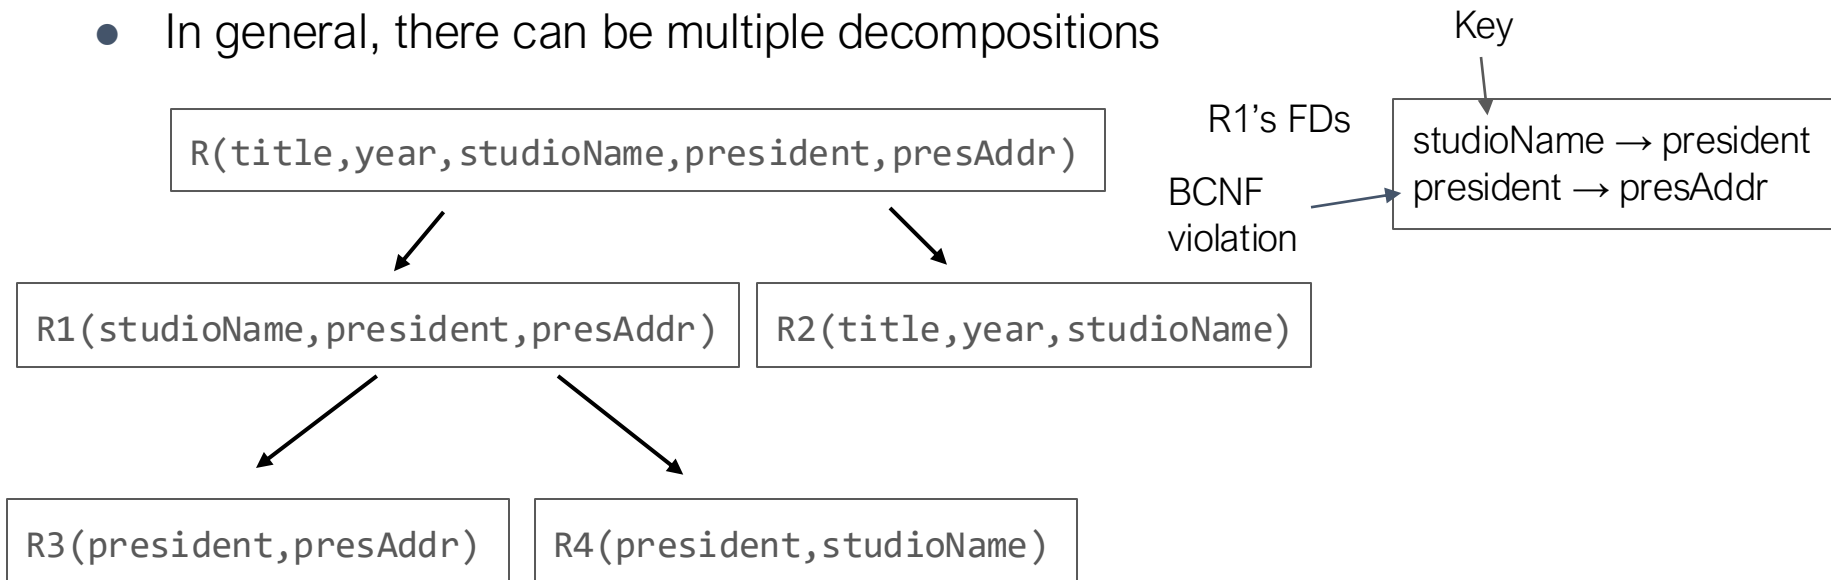 ● In general, there can be multiple decompositions
Key
R(title,year,studioName,president,presAddr)
R1’s FDs
studioName → president
president → presAddr
BCNF
violation
R1(studioName,president,presAddr)
R2(title,year,studioName)
R3(president,presAddr)
R4(president,studioName)